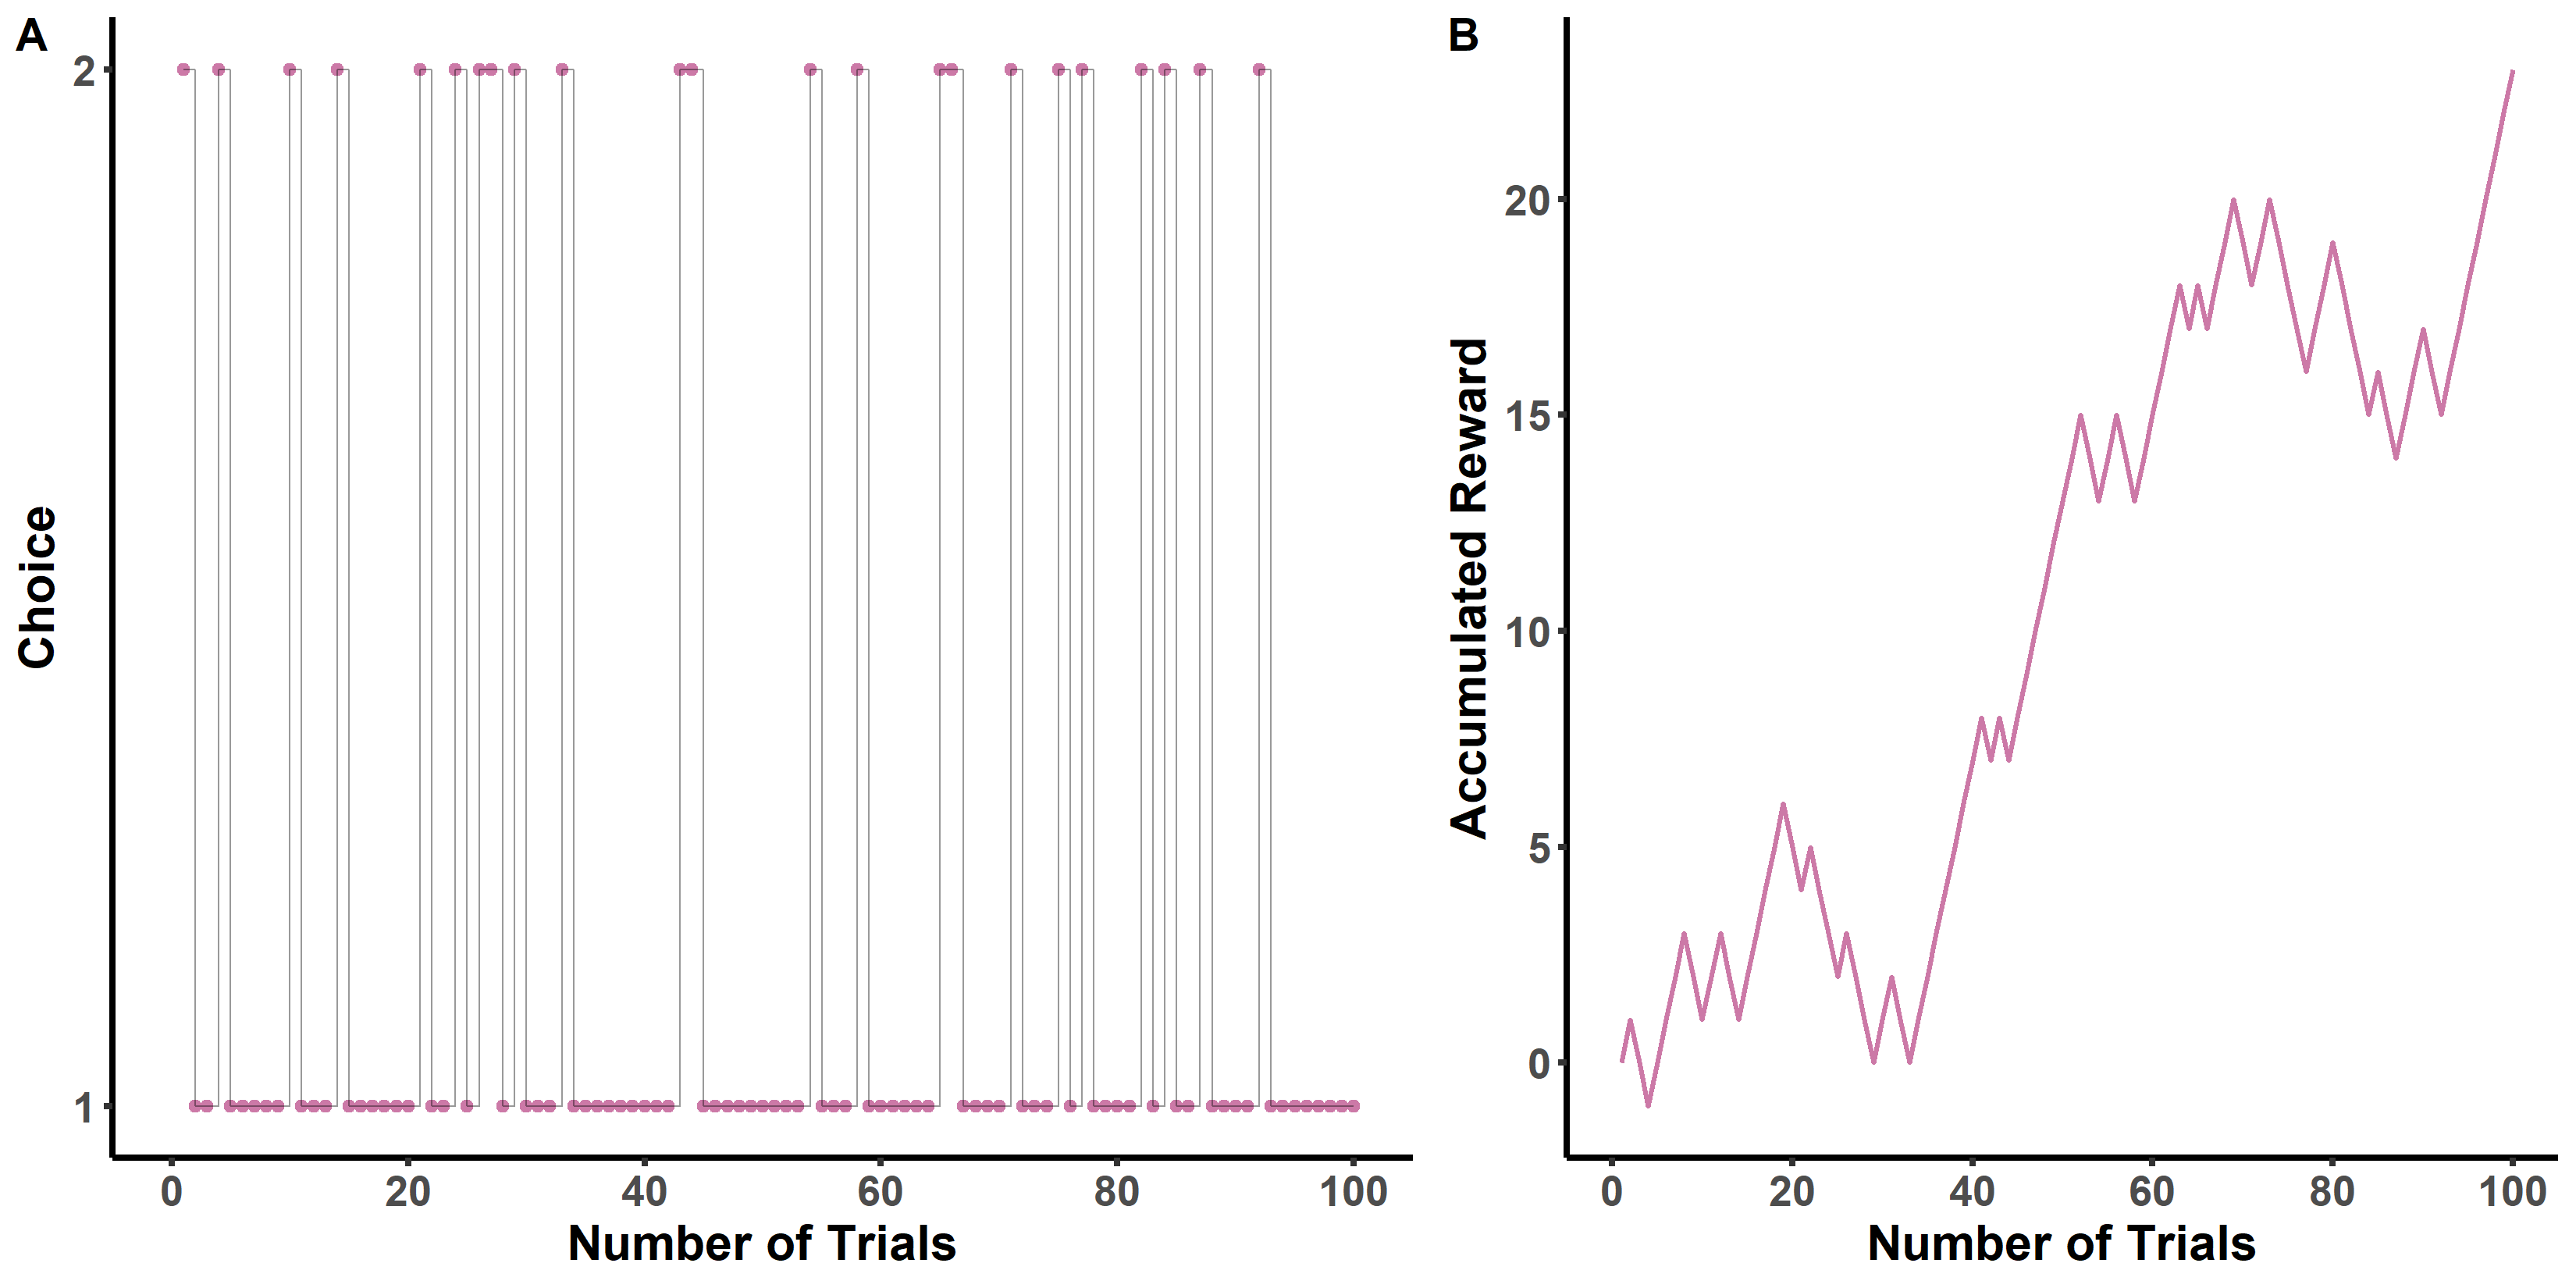 A
2
1
Choice
0 20 40 60 80 100
Number of Trials
B
20
15
10
5
0
Accumulated Reward
0 20 40 60 80 100
Number of Trials